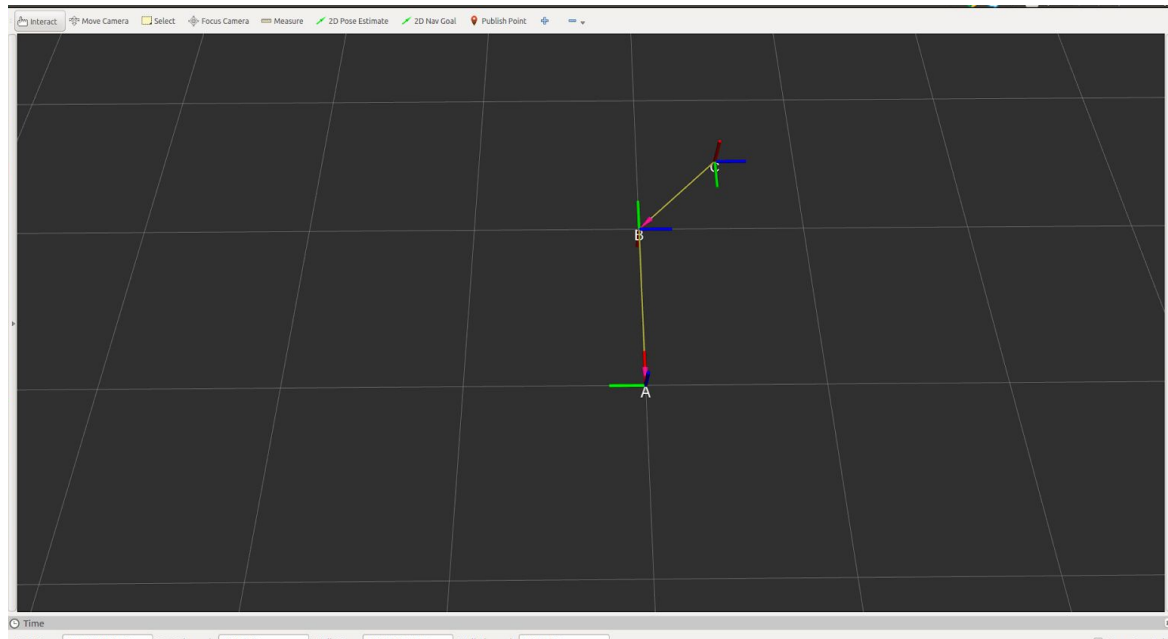 Interact Move Camera Select Focus Camera Measure 2D Pose Estimate 2D Nav Goal Publish Point
C
B
A
Time